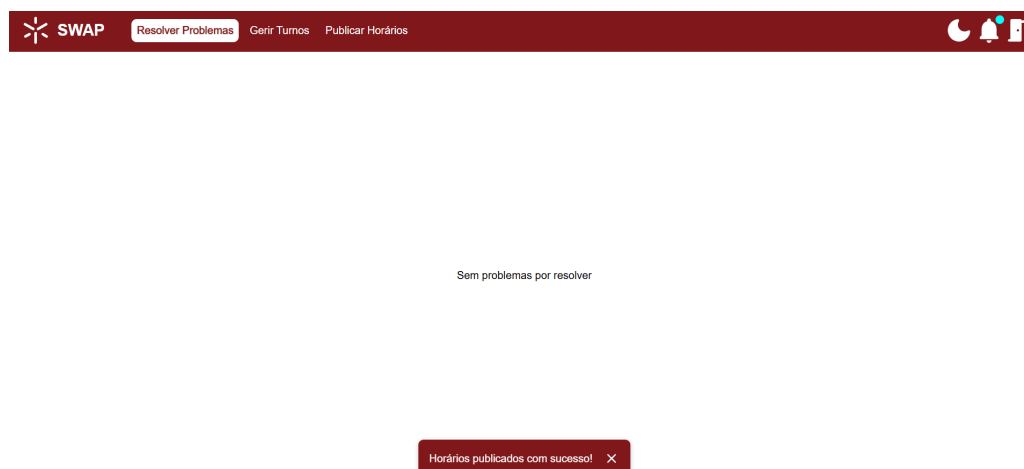 SWAP
Resolver Problemas
Gerir Turnos
Publicar Horários
Sem problemas por resolver
Horários publicados com sucesso!